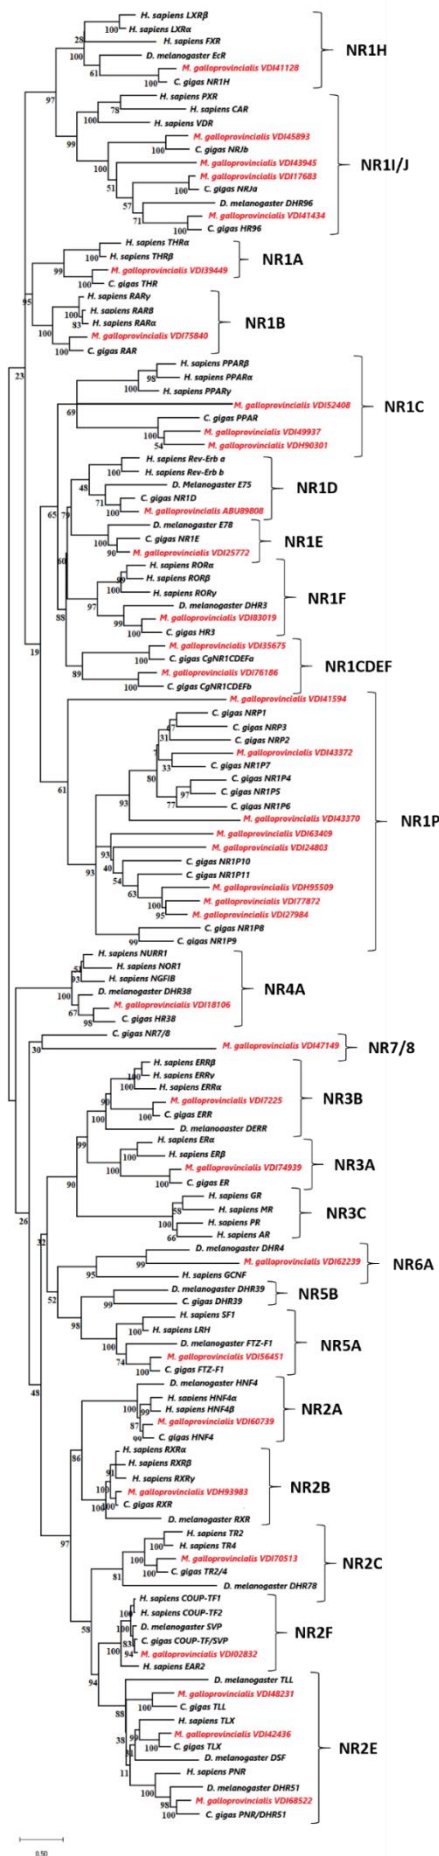 H. sapiens LXRβ
H. sapiens LXRα
H. sapiens FXR
D. melanogaster EcR
M. galloprovincialis VDI41128
C. gigas NR1H
NR1H
H. sapiens PXR
H. sapiens CAR
H. sapiens VDR
M. galloprovincialis VDI45893
C. gigas NRJb
M. galloprovincialis VDI43945
M. galloprovincialis VDI17683
C. gigas NRJa
D. melanogaster DHR96
M. galloprovincialis VDI41434
C. gigas HR96
NR1I/J
H. sapiens THRα
H. sapiens THRβ
M. galloprovincialis VDI39449
C. gigas THR
NR1A
H. sapiens RARγ
H. sapiens RARβ
H. sapiens RARα
M. galloprovincialis VDI75840
C. gigas RAR
NR1B
H. sapiens PPARβ
H. sapiens PPARα
H. sapiens PPARγ
M. galloprovincialis VDI52408
C. gigas PPAR
M. galloprovincialis VDI49937
M. galloprovincialis VDH90301
NR1C
H. sapiens Rev-Erb a
H. sapiens Rev-Erb b
D. Melanogaster E75
C. gigas NR1D
M. galloprovincialis ABU89808
NR1D
D. melanogaster E78
C. gigas NR1E
M. galloprovincialis VDI25772
NR1E
H. sapiens RORα
H. sapiens RORβ
H. sapiens RORγ
D. melanogaster DHR3
M. galloprovincialis VDI83019
C. gigas HR3
NR1F
M. galloprovincialis VDI35675
C. gigas CgNR1CDEFa
M. galloprovincialis VDI76186
C. gigas CgNR1CDEFb
NR1CDEF
M. galloprovincialis VDI41594
C. gigas NRP1
C. gigas NRP3
C. gigas NRP2
M. galloprovincialis VDI43372
C. gigas NR1P7
C. gigas NR1P4
C. gigas NR1P5
C. gigas NR1P6
M. galloprovincialis VDI43370
M. galloprovincialis VDI63409
M. galloprovincialis VDI24803
C. gigas NR1P10
C. gigas NR1P11
M. galloprovincialis VDH95509
M. galloprovincialis VDI77872
M. galloprovincialis VDI27984
C. gigas NR1P8
C. gigas NR1P9
NR1P
H. sapiens NURR1
H. sapiens NOR1
H. sapiens NGFIB
D. melanogaster DHR38
M. galloprovincialis VDI18106
C. gigas HR38
NR4A
C. gigas NR7/8
M. galloprovincialis VDI47149
NR7/8
H. sapiens ERRβ
H. sapiens ERRγ
H. sapiens ERRα
M. galloprovincialis VDI7225
C. gigas ERR
D. melanogaster DERR
NR3B
H. sapiens ERα
H. sapiens ERβ
M. galloprovincialis VDI74939
C. gigas ER
NR3A
H. sapiens GR
H. sapiens MR
H. sapiens PR
H. sapiens AR
NR3C
D. melanogaster DHR4
M. galloprovincialis VDI62239
H. sapiens GCNF
NR6A
D. melanogaster DHR39
C. gigas DHR39
NR5B
H. sapiens SF1
H. sapiens LRH
D. melanogaster FTZ-F1
M. galloprovincialis VDI56451
C. gigas FTZ-F1
NR5A
D. melanogaster HNF4
H. sapiens HNF4α
H. sapiens HNF4β
M. galloprovincialis VDI60739
C. gigas HNF4
NR2A
H. sapiens RXRα
H. sapiens RXRβ
H. sapiens RXRγ
M. galloprovincialis VDH93983
C. gigas RXR
D. melanogaster RXR
NR2B
H. sapiens TR2
H. sapiens TR4
M. galloprovincialis VDI70513
C. gigas TR2/4
D. melanogaster DHR78
NR2C
H. sapiens COUP-TF1
H. sapiens COUP-TF2
D. melanogaster SVP
C. gigas COUP-TF/SVP
M. galloprovincialis VDI02832
H. sapiens EAR2
NR2F
D. melanogaster TLL
M. galloprovincialis VDI48231
C. gigas TLL
H. sapiens TLX
M. galloprovincialis VDI42436
C. gigas TLX
D. melanogaster DSF
H. sapiens PNR
D. melanogaster DHR51
M. galloprovincialis VDI68522
C. gigas PNR/DHR51
NR2E
0.50